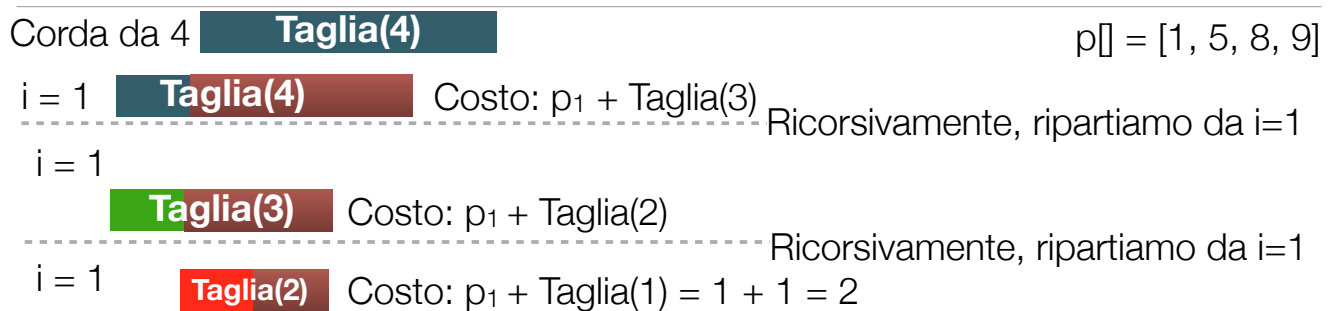 Corda da 4 Taglia(4) p[] = [1, 5, 8, 9]
i = 1 Taglia(4) Costo: p₁ + Taglia(3)
Ricorsivamente, ripartiamo da i=1
i = 1
Taglia(3) Costo: p₁ + Taglia(2)
Ricorsivamente, ripartiamo da i=1
i = 1 Taglia(2) Costo: p₁ + Taglia(1) = 1 + 1 = 2